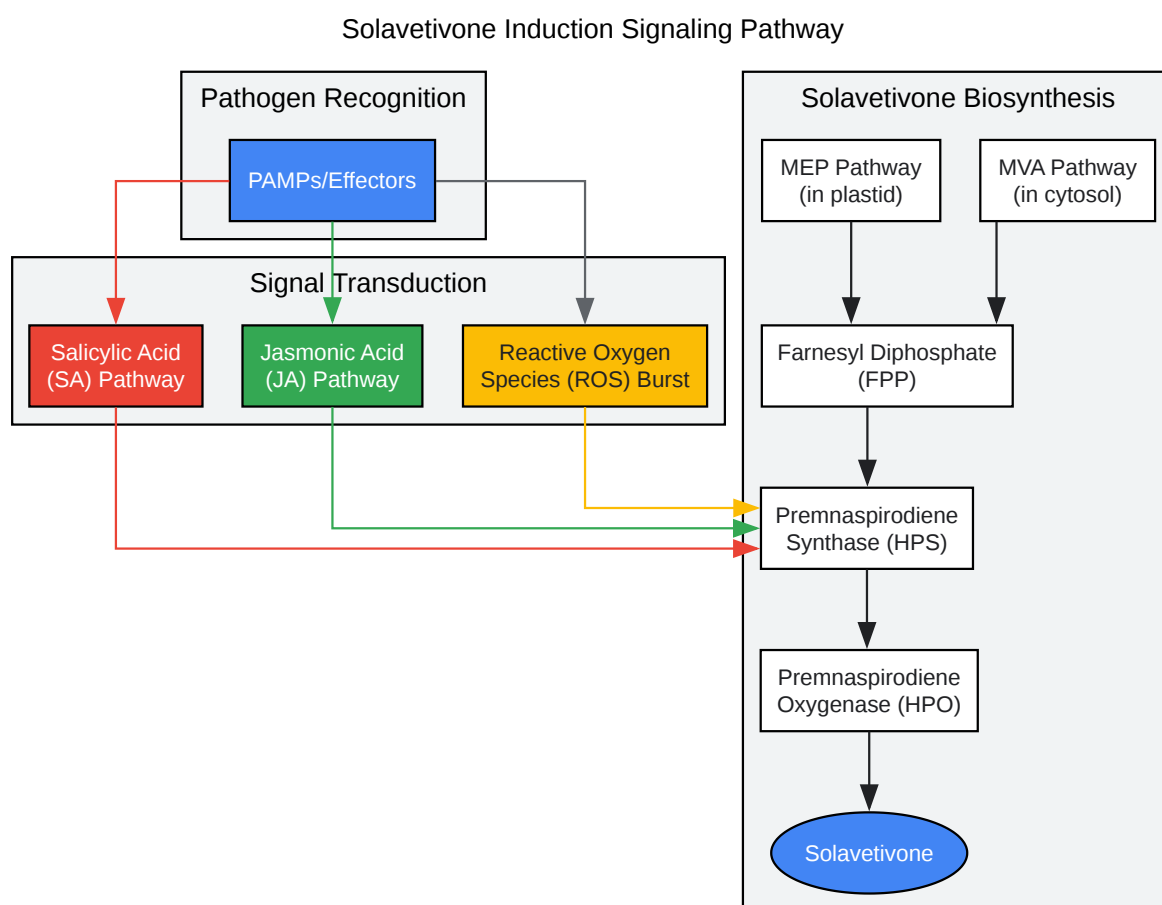 Solavetivone Induction Signaling Pathway
Pathogen Recognition
PAMPs/Effectors
Signal Transduction
Salicylic Acid
(SA) Pathway
Jasmonic Acid
(JA) Pathway
Reactive Oxygen
Species (ROS) Burst
Solavetivone Biosynthesis
MEP Pathway
(in plastid)
MVA Pathway
(in cytosol)
Farnesyl Diphosphate
(FPP)
Premnaspirodiene
Synthase (HPS)
Premnaspirodiene
Oxygenase (HPO)
Solavetivone